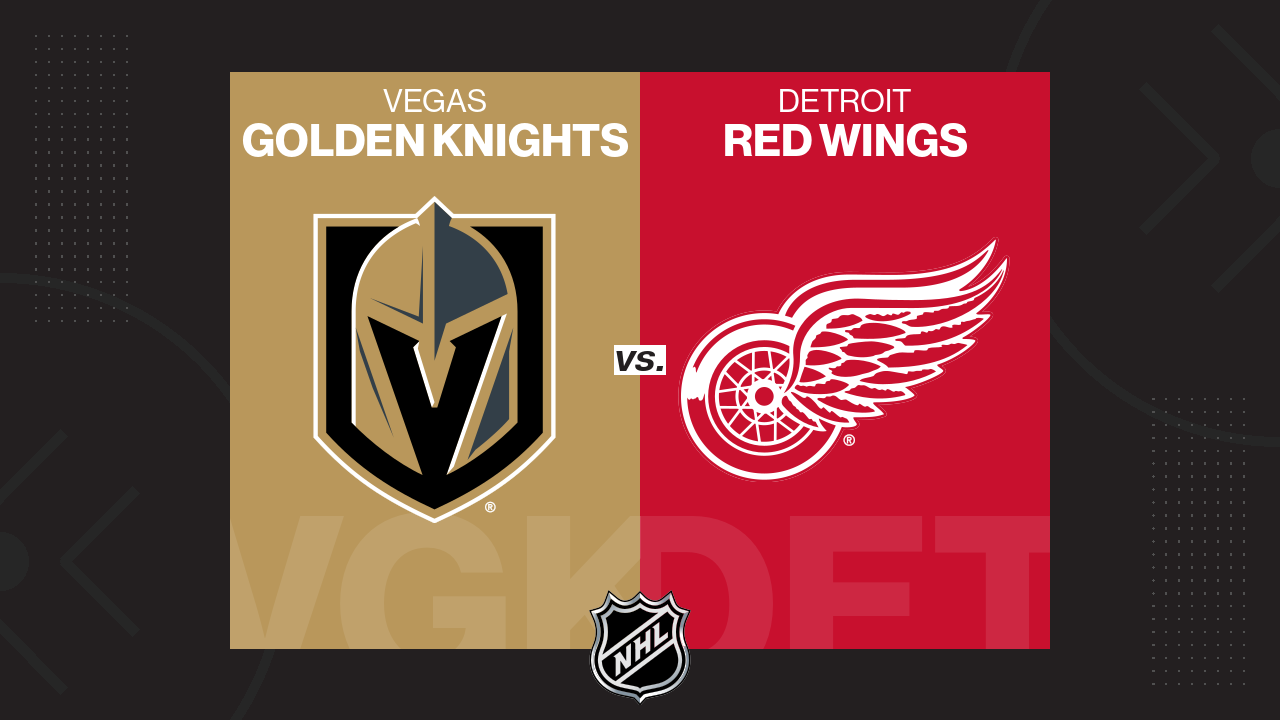 VEGAS
GOLDEN KNIGHTS
DETROIT
RED WINGS
vs.
®
®
VGK
DET
NHL